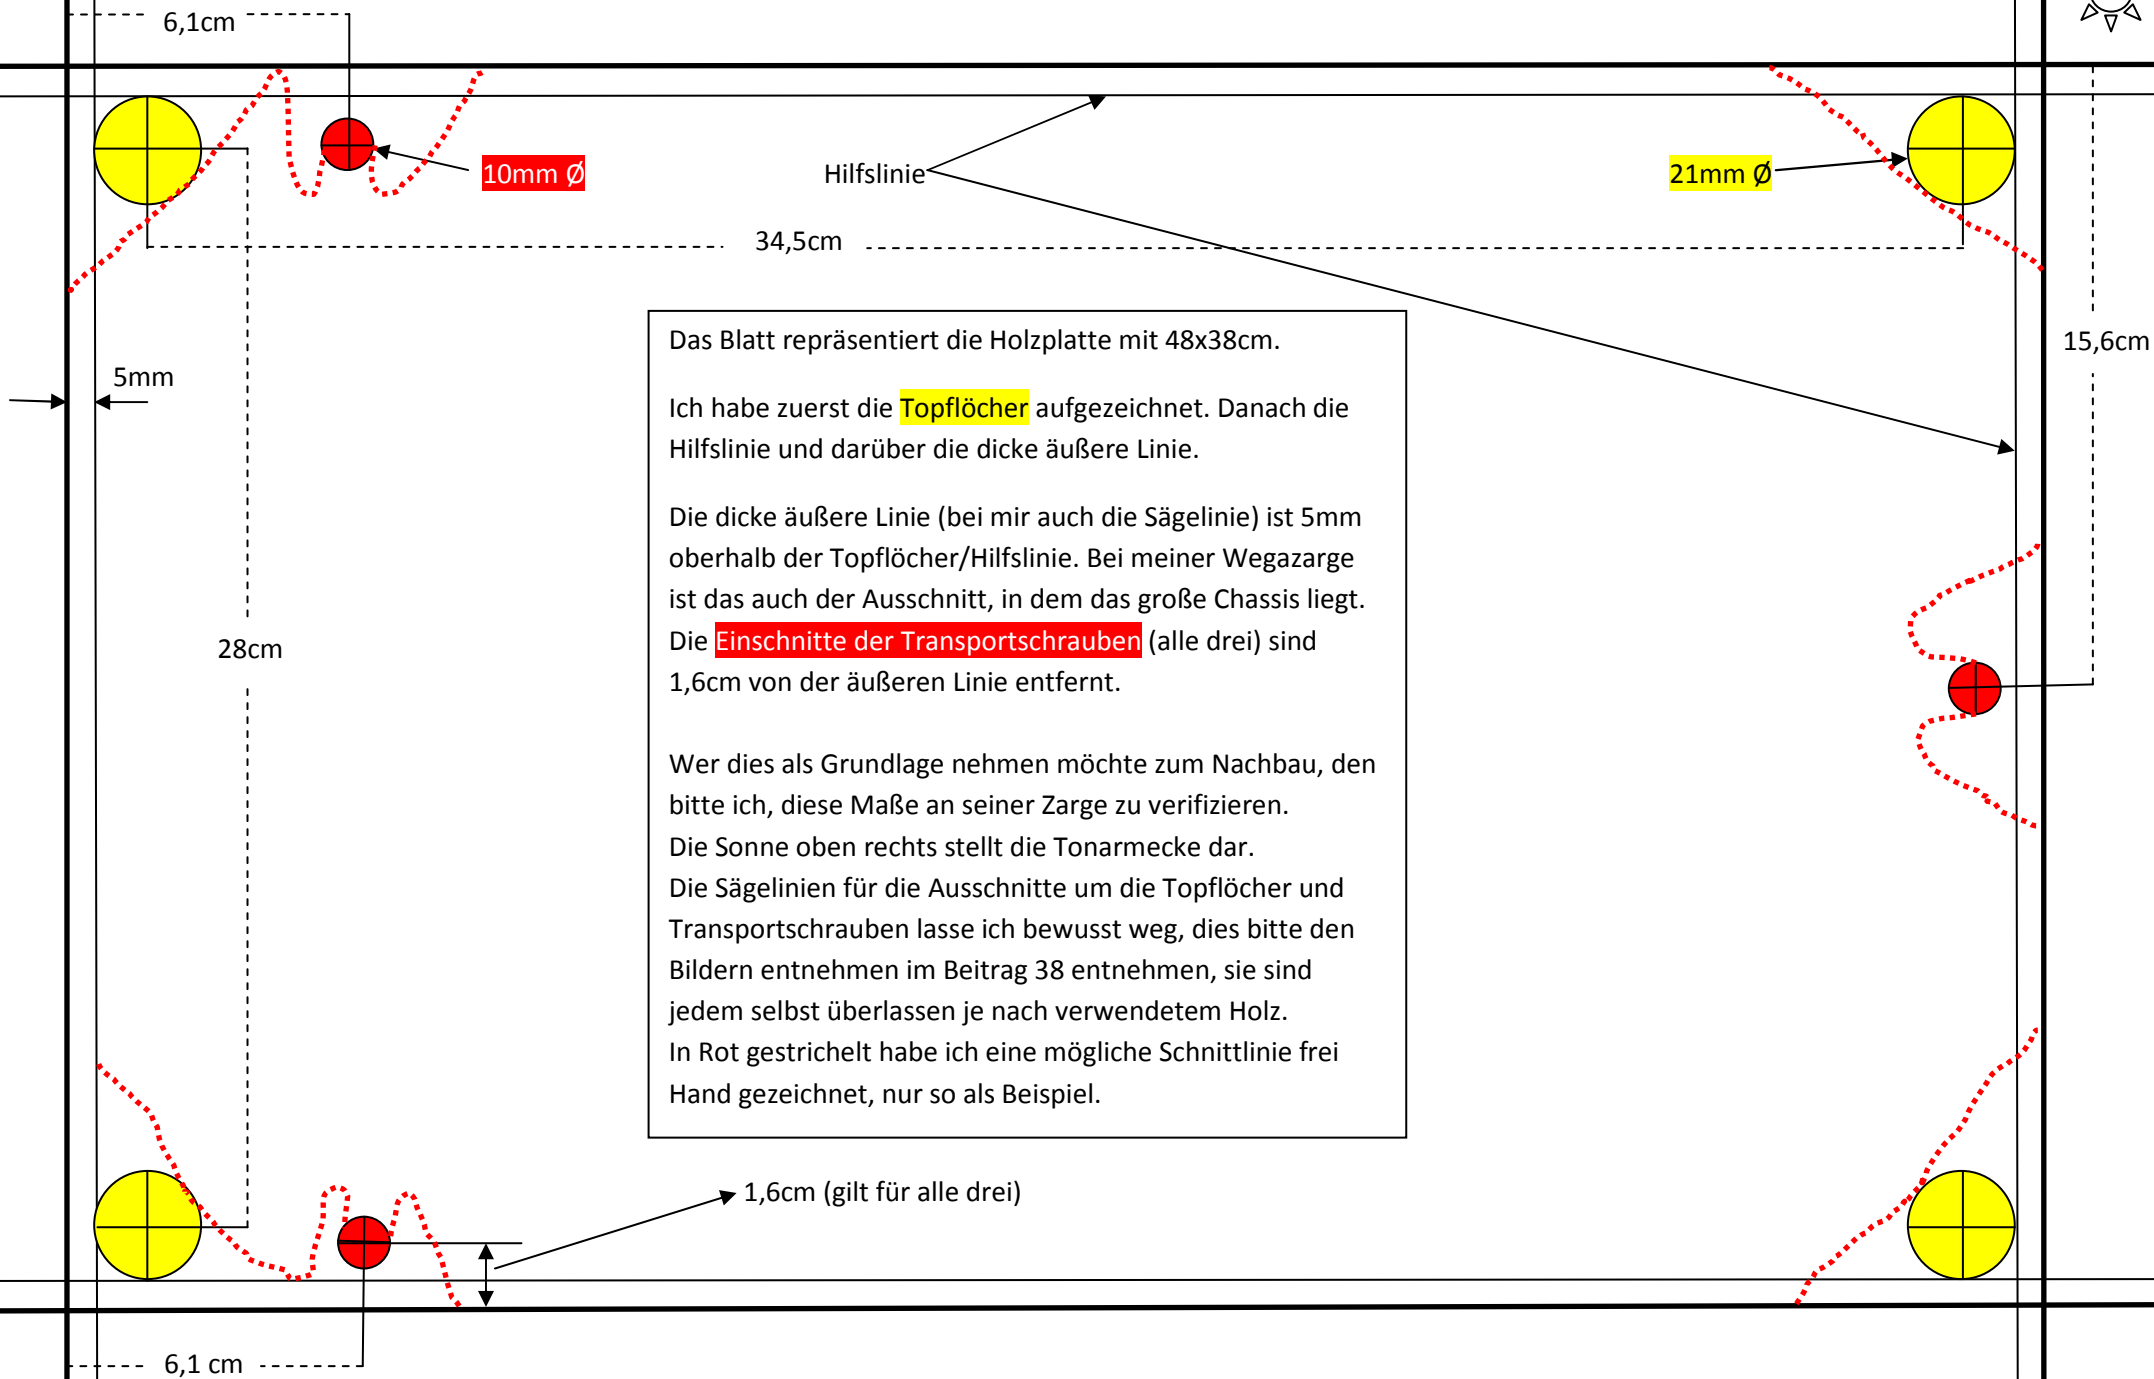 6,1cm
10mm Ø
Hilfslinie
21mm Ø
34,5cm
15,6cm
5mm
28cm
Das Blatt repräsentiert die Holzplatte mit 48x38cm.
Ich habe zuerst die Topflöcher aufgezeichnet. Danach die
Hilfslinie und darüber die dicke äußere Linie.
Die dicke äußere Linie (bei mir auch die Sägelinie) ist 5mm
oberhalb der Topflöcher/Hilfslinie. Bei meiner Wegazarge
ist das auch der Ausschnitt, in dem das große Chassis liegt.
Die Einschnitte der Transportschrauben (alle drei) sind
1,6cm von der äußeren Linie entfernt.
Wer dies als Grundlage nehmen möchte zum Nachbau, den
bitte ich, diese Maße an seiner Zarge zu verifizieren.
Die Sonne oben rechts stellt die Tonarmecke dar.
Die Sägelinien für die Ausschnitte um die Topflöcher und
Transportschrauben lasse ich bewusst weg, dies bitte den
Bildern entnehmen im Beitrag 38 entnehmen, sie sind
jedem selbst überlassen je nach verwendetem Holz.
In Rot gestrichelt habe ich eine mögliche Schnittlinie frei
Hand gezeichnet, nur so als Beispiel.
1,6cm (gilt für alle drei)
6,1 cm